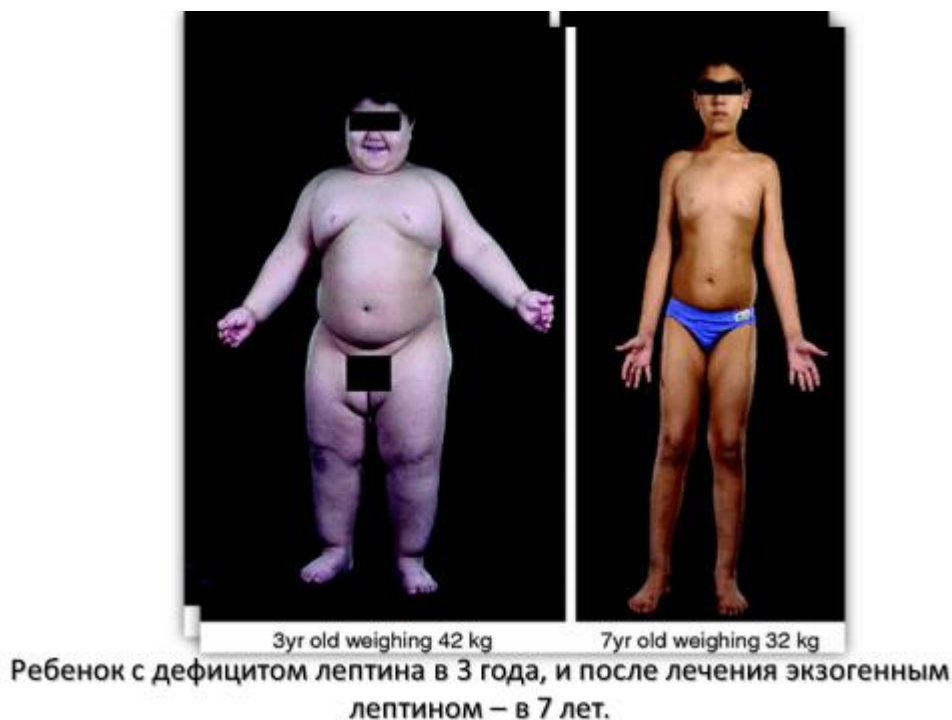 3yr old weighing 42 kg
7yr old weighing 32 kg
Ребенок с дефицитом лептина в 3 года, и после лечения экзогенным
лептином – в 7 лет.